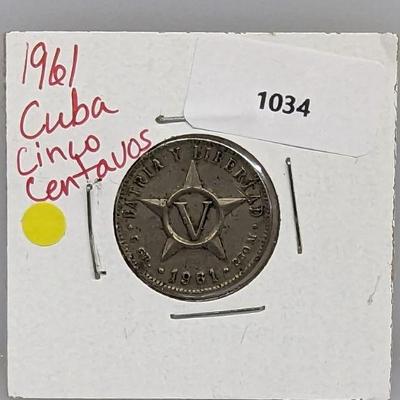 1961
Cuba
Cinco
Centavos
1034
PATRIA Y LIBERTAD
V
1961